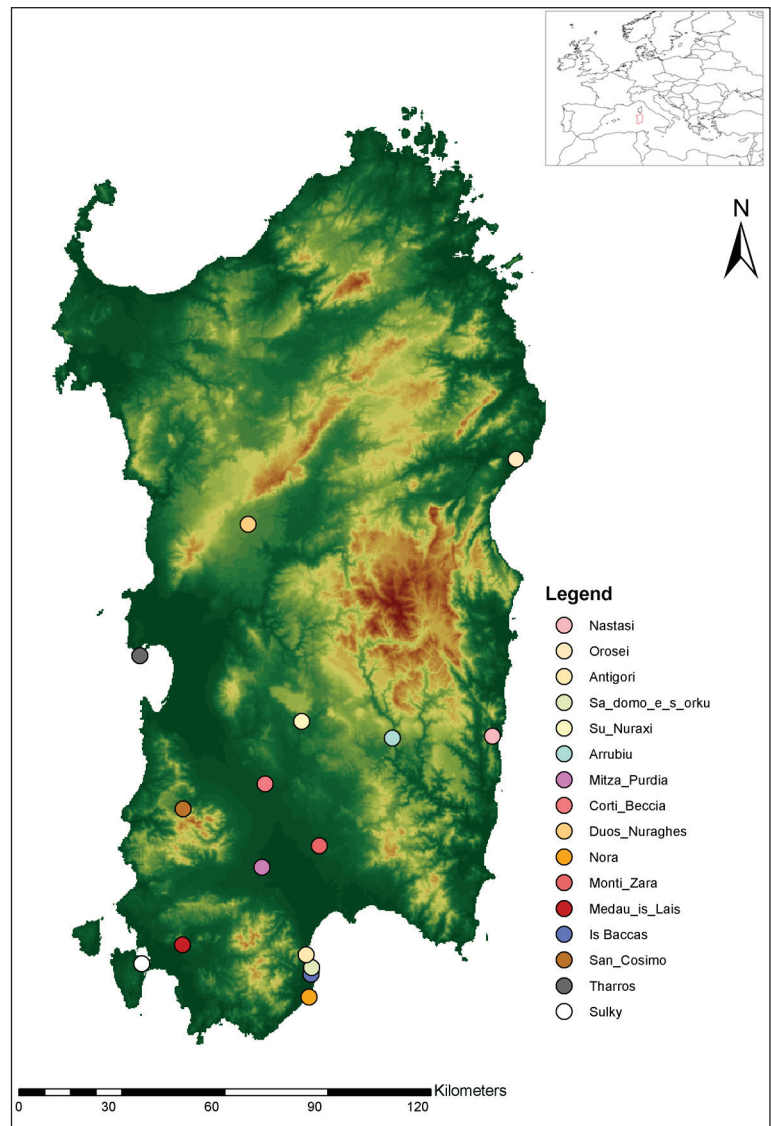 N
Legend
Nastasi
Orosei
Antigori
Sa_domo_e_s_orku
Su_Nuraxi
Arrubiu
Mitza_Purdia
Corti_Beccia
Duos_Nuraghes
Nora
Monti_Zara
Medau_is_Lais
Is Baccas
San_Cosimo
Tharros
Sulky
Kilometers
0 30 60 90 120